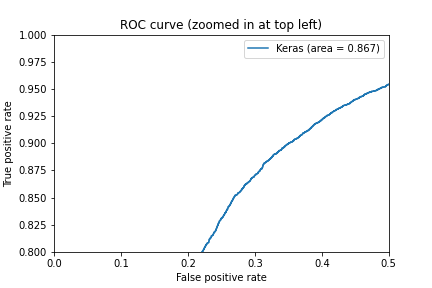 ROC curve (zoomed in at top left)
Keras (area = 0.867)
True positive rate
1.000
0.975
0.950
0.925
0.900
0.875
0.850
0.825
0.800
0.0 0.1 0.2 0.3 0.4 0.5
False positive rate